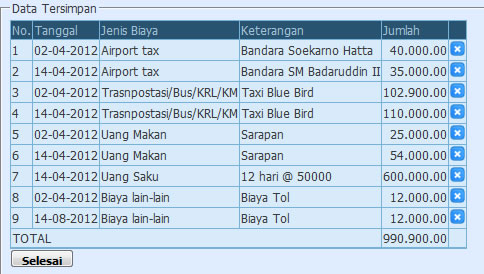 Data Tersimpan
No. Tanggal Jenis Biaya Keterangan Jumlah
1 02-04-2012 Airport tax Bandara Soekarno Hatta 40.000.00
2 14-04-2012 Airport tax Bandara SM Badaruddin II 35.000.00
3 02-04-2012 Trasnpostasi/Bus/KRL/KM Taxi Blue Bird 102.900.00
4 14-04-2012 Trasnpostasi/Bus/KRL/KM Taxi Blue Bird 110.000.00
5 02-04-2012 Uang Makan Sarapan 25.000.00
6 14-04-2012 Uang Makan Sarapan 54.000.00
7 14-04-2012 Uang Saku 12 hari @ 50000 600.000.00
8 02-04-2012 Biaya lain-lain Biaya Tol 12.000.00
9 14-08-2012 Biaya lain-lain Biaya Tol 12.000.00
TOTAL 990.900.00
Selesai